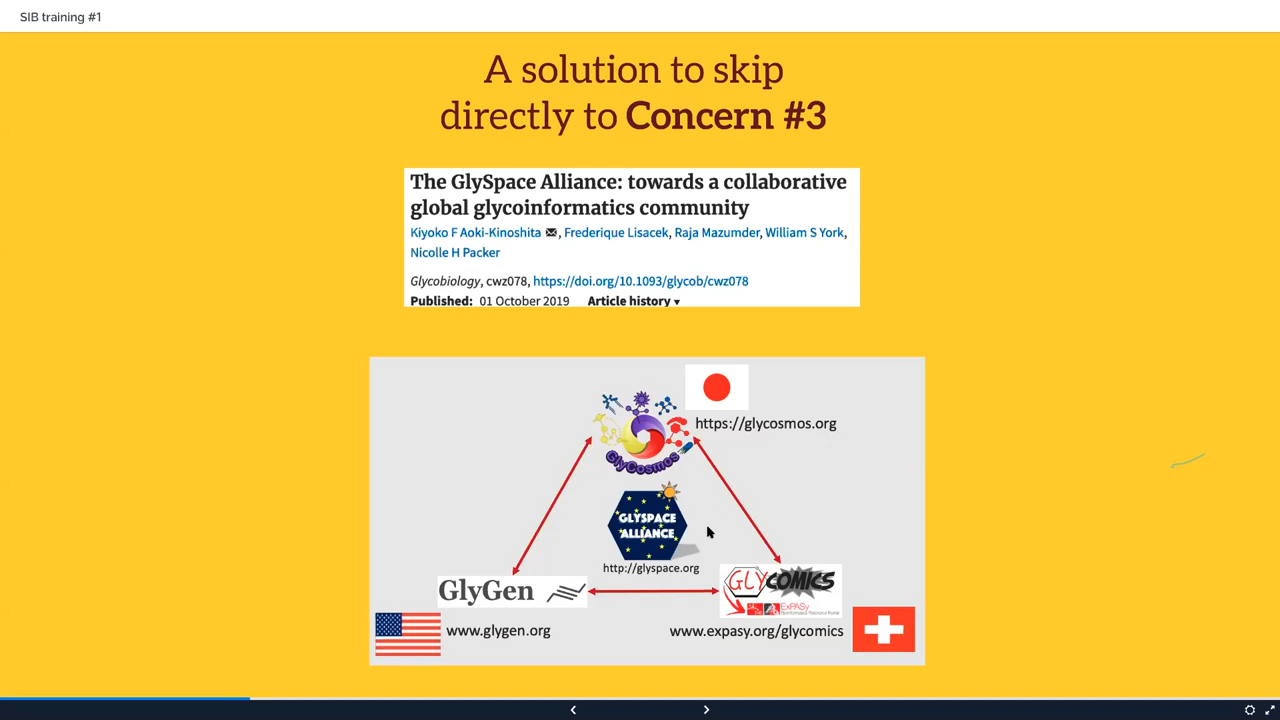 SIB training #1
A solution to skip
directly to Concern #3
The GlySpace Alliance: towards a collaborative
global glycoinformatics community
Kiyoko F Aoki-Kinoshita ✉, Frederique Lisacek, Raja Mazumder, William S York,
Nicolle H Packer
Glycobiology, cwz078, https://doi.org/10.1093/glycob/cwz078
Published: 01 October 2019 Article history ▾
GlyCosmos
https://glycosmos.org
GLYSPACE
ALLIANCE
http://glyspace.org
GlyGen
www.glygen.org
GLYCOMICS
ExPASy
www.expasy.org/glycomics